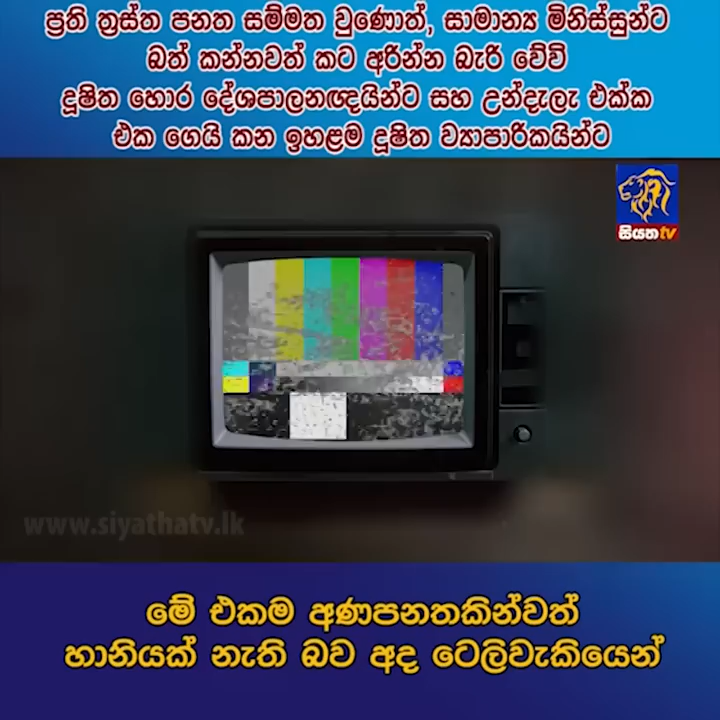 ප්‍රති ත්‍රස්ත පනත සම්මත වුණොත්, සාමාන්‍ය මිනිස්සුන්ට
බත් කන්නවත් කට අරින්න බැරි වේවි
දූෂිත හොර දේශපාලනඥයින්ට සහ උන්දැලැ එක්ක
එක ගෙයි කන ඉහළම දූෂිත ව්‍යාපාරිකයින්ට
සියත tv
www.siyathatv.lk
මේ එකම අණපනතකින්වත්
හානියක් නැති බව අද ටෙලිවැකියෙන්